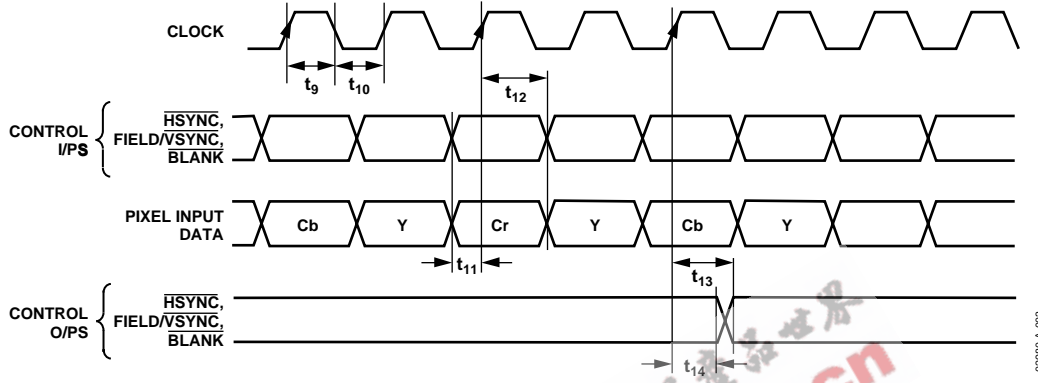 CLOCK
t9
t10
t12
CONTROL
I/PS
HSYNC,
FIELD/VSYNC,
BLANK
PIXEL INPUT
DATA
Cb
Y
Cr
Y
Cb
Y
t11
t13
CONTROL
O/PS
HSYNC,
FIELD/VSYNC,
BLANK
t14